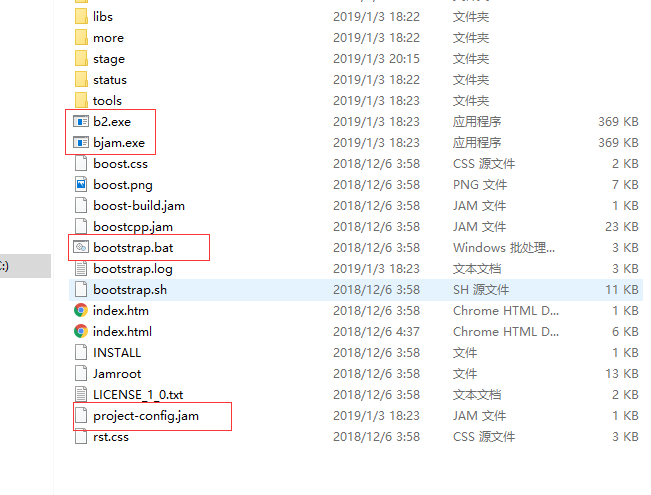 libs 2019/1/3 18:22 文件夹
more 2019/1/3 18:22 文件夹
stage 2019/1/3 20:15 文件夹
status 2019/1/3 18:22 文件夹
tools 2019/1/3 18:23 文件夹
b2.exe 2019/1/3 18:23 应用程序 369 KB
bjam.exe 2019/1/3 18:23 应用程序 369 KB
boost.css 2018/12/6 3:58 CSS 源文件 1 KB
boost.png 2018/12/6 3:58 PNG 文件 7 KB
boost-build.jam 2018/12/6 3:58 JAM 文件 1 KB
boostcpp.jam 2018/12/6 3:58 JAM 文件 23 KB
bootstrap.bat 2018/12/6 3:58 Windows 批处理... 3 KB
:) bootstrap.log 2019/1/3 18:23 文本文档 1 KB
bootstrap.sh 2018/12/6 3:58 SH 源文件 11 KB
index.htm 2018/12/6 3:58 Chrome HTML D... 1 KB
index.html 2018/12/6 4:37 Chrome HTML D... 6 KB
INSTALL 2018/12/6 3:58 文件 1 KB
Jamroot 2018/12/6 3:58 文件 13 KB
LICENSE_1_0.txt 2018/12/6 3:58 文本文档 2 KB
project-config.jam 2019/1/3 18:23 JAM 文件 1 KB
rst.css 2018/12/6 3:58 CSS 源文件 3 KB